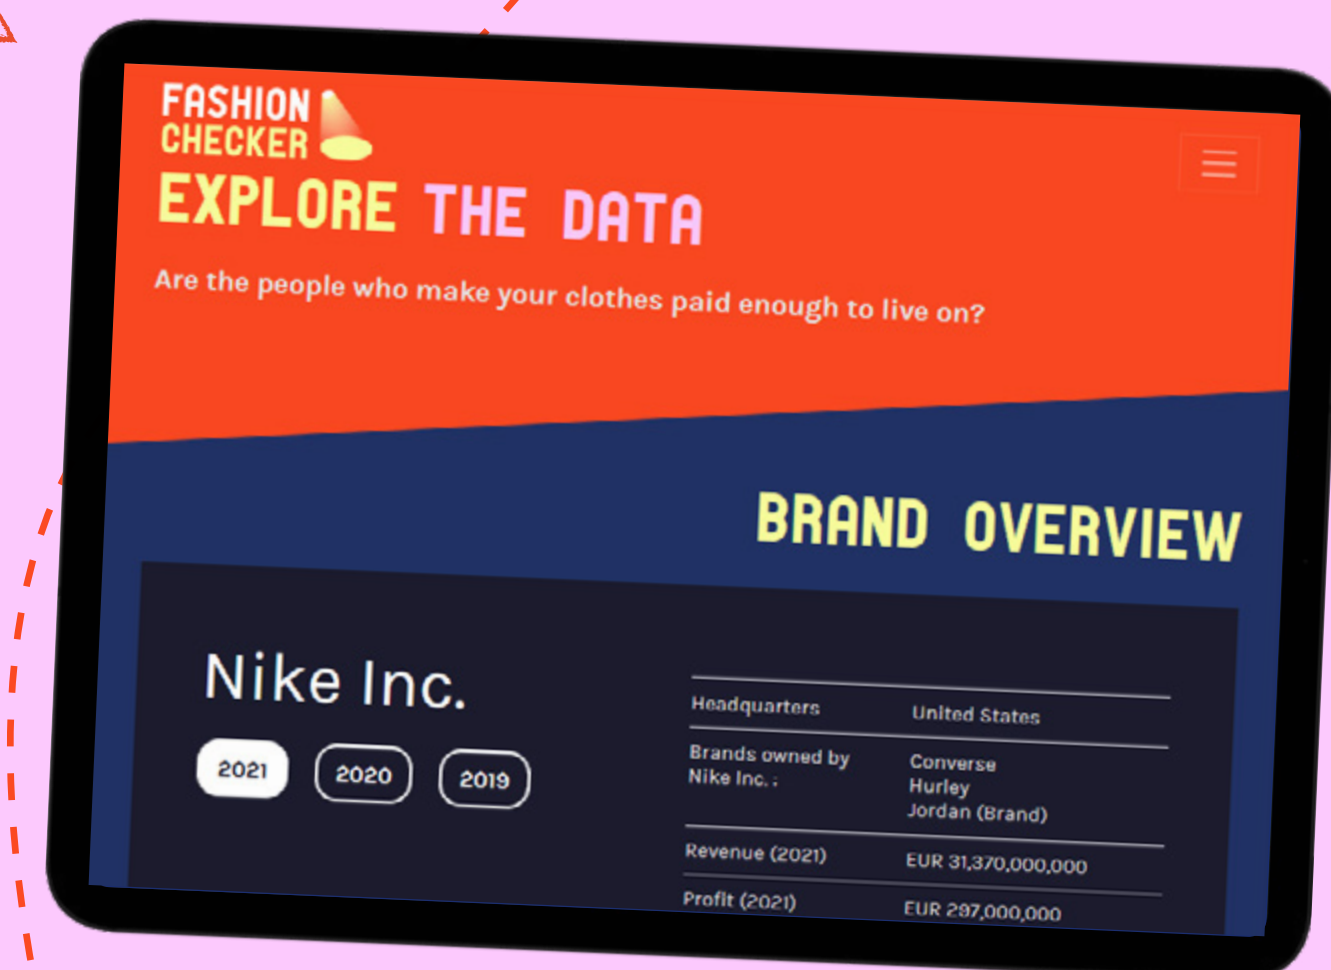 FASHION
CHECKER
EXPLORE THE DATA
Are the people who make your clothes paid enough to live on?
BRAND OVERVIEW
Nike Inc.
2021 2020 2019
Headquarters United States
Brands owned by Nike Inc. : Converse
Hurley
Jordan (Brand)
Revenue (2021) EUR 31,370,000,000
Profit (2021) EUR 297,000,000